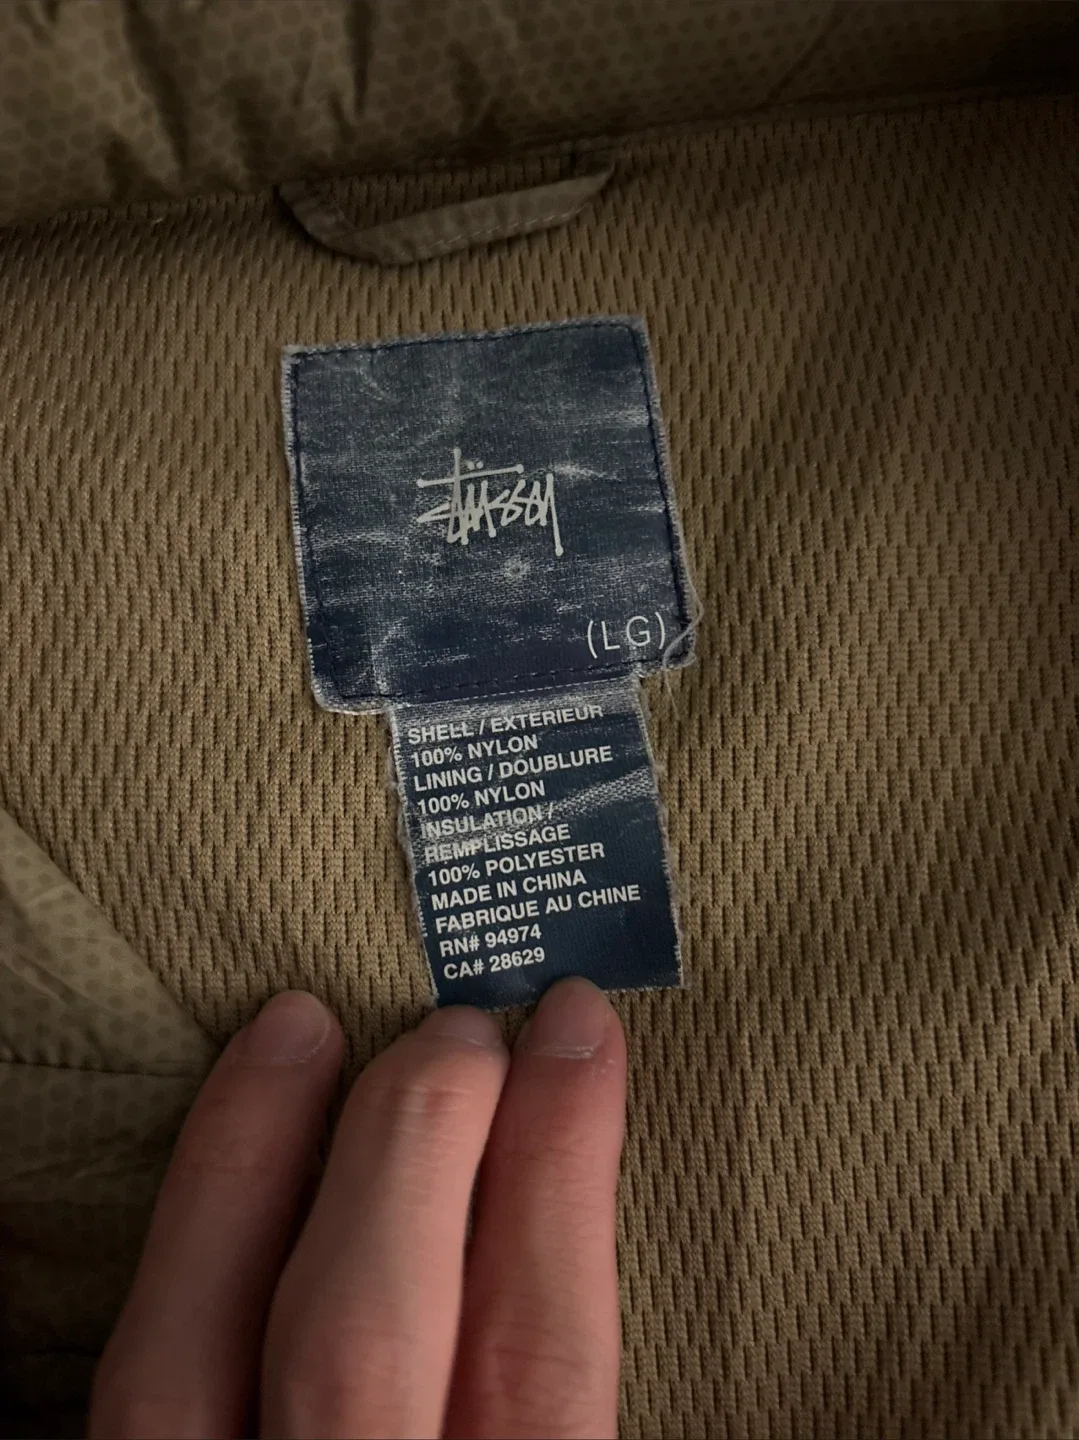 Stüssy
(LG)
SHELL / EXTERIEUR
100% NYLON
LINING / DOUBLURE
100% NYLON
INSULATION /
REMPLISSAGE
100% POLYESTER
MADE IN CHINA
FABRIQUE AU CHINE
RN# 94974
CA# 28629